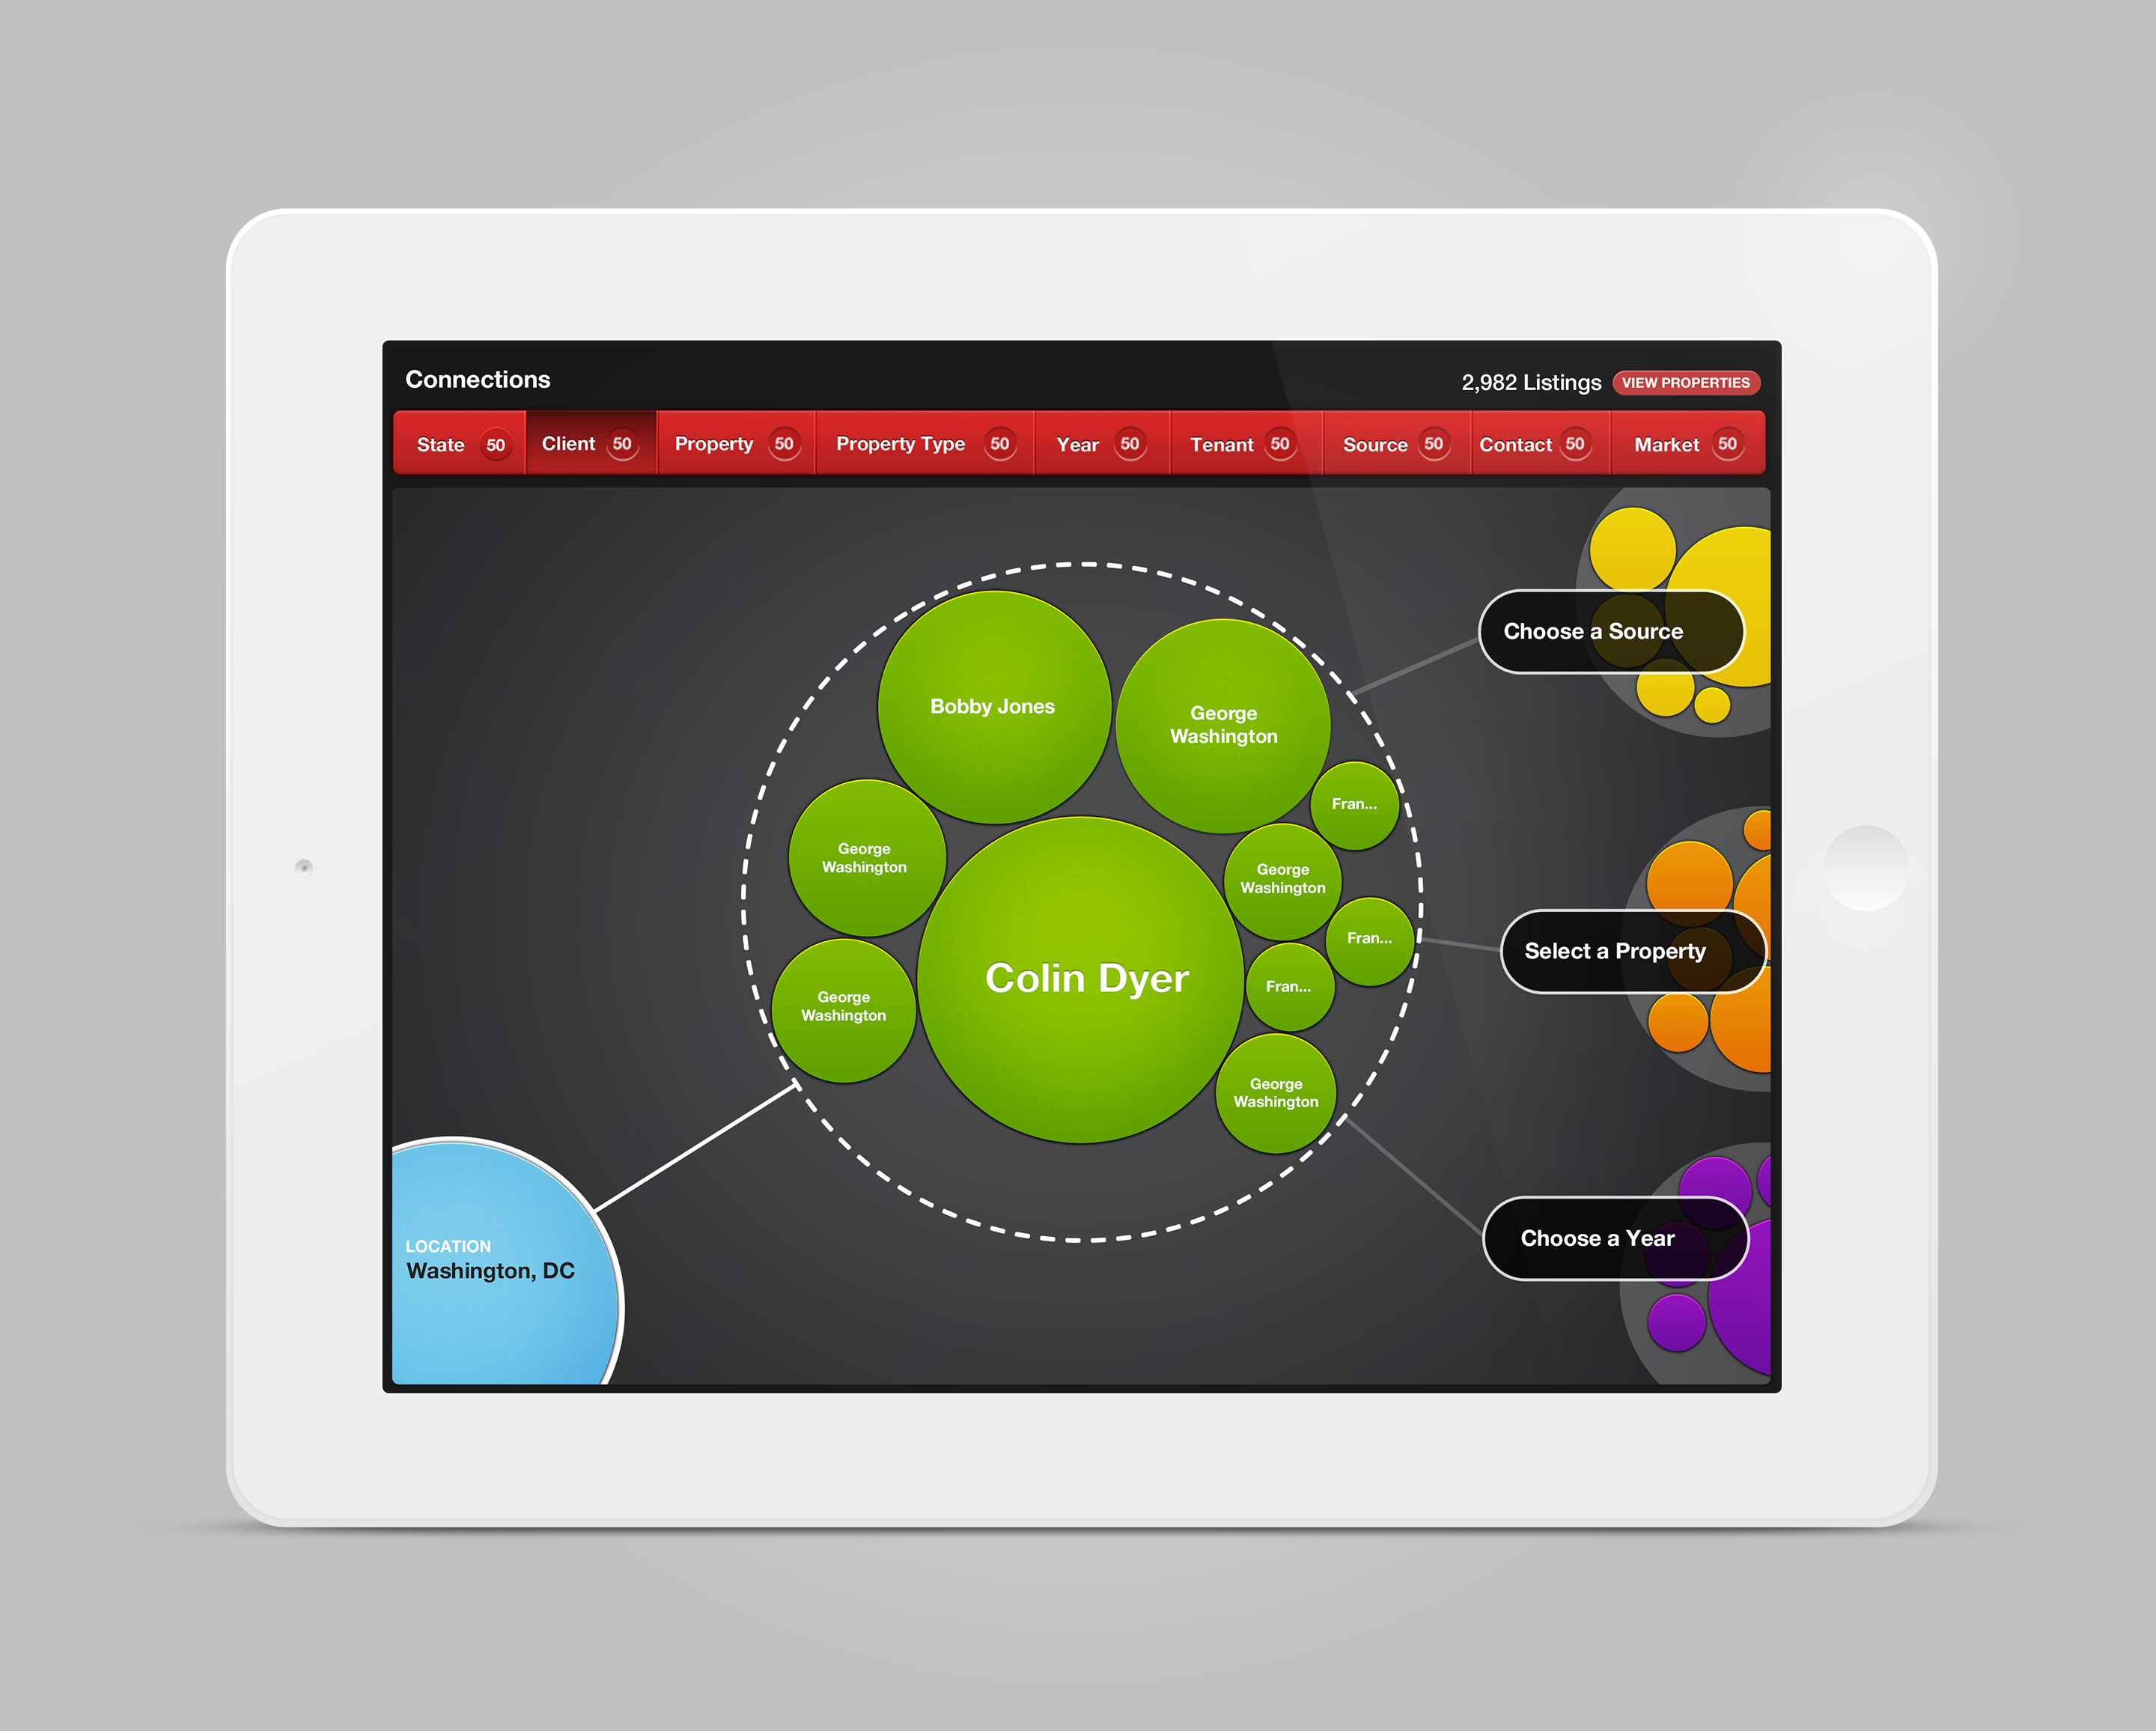 Connections
2,982 Listings
VIEW PROPERTIES
State 50
Client 50
Property 50
Property Type 50
Year 50
Tenant 50
Source 50
Contact 50
Market 50
Choose a Source
Bobby Jones
George
Washington
Fran...
George
Washington
George
Washington
Fran...
Select a Property
Colin Dyer
Fran...
George
Washington
George
Washington
Choose a Year
LOCATION
Washington, DC